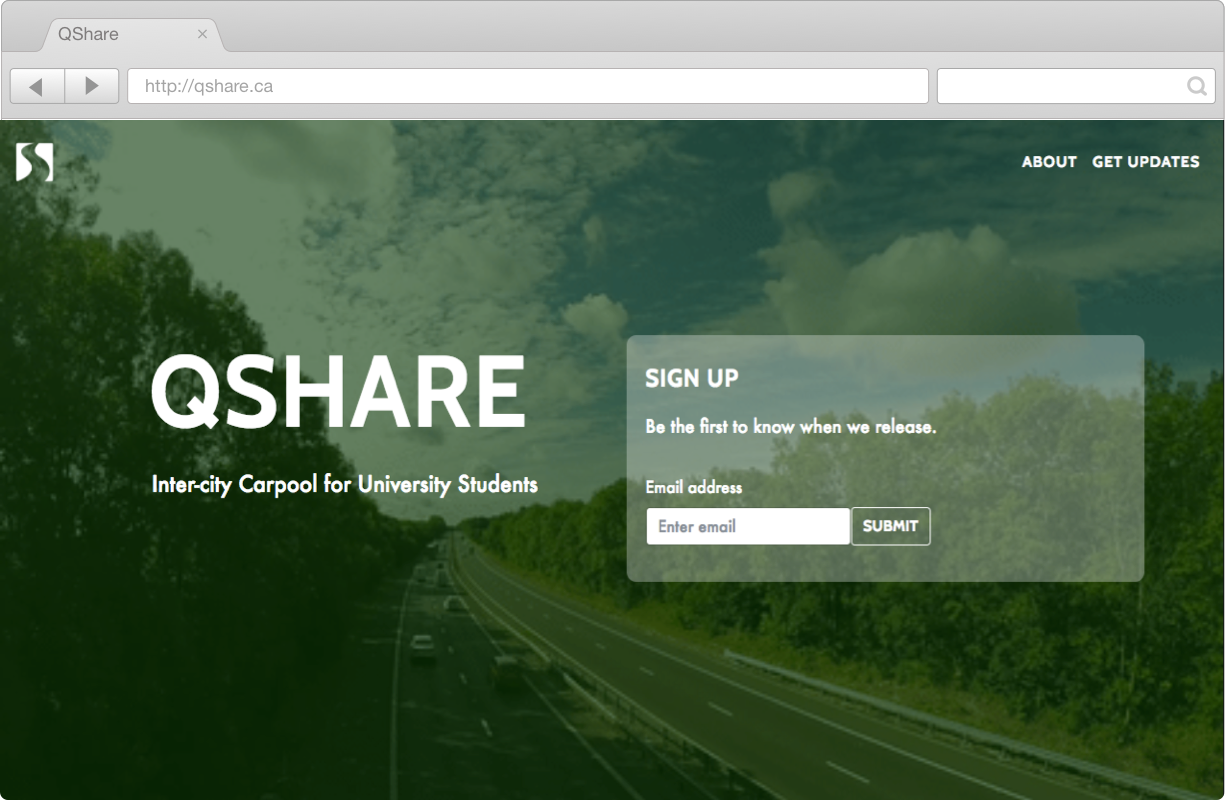 QShare
http://qshare.ca
ABOUT GET UPDATES
QSHARE
Inter-city Carpool for University Students
SIGN UP
Be the first to know when we release.
Email address
Enter email SUBMIT